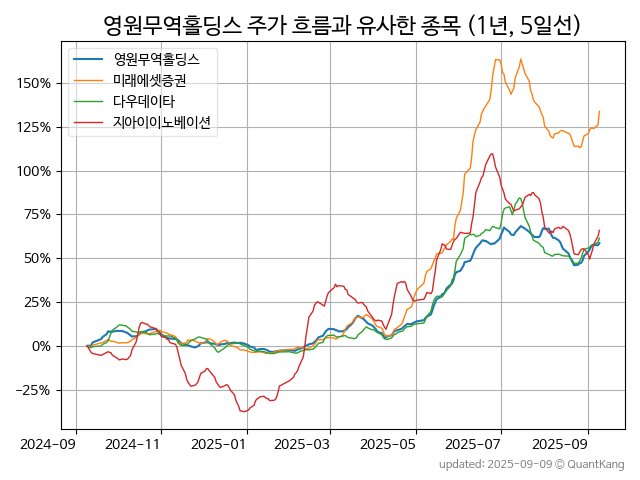 영원무역홀딩스 주가 흐름과 유사한 종목 (1년, 5일선)
영원무역홀딩스
미래에셋증권
다우데이타
지아이이노베이션
150%
125%
100%
75%
50%
25%
0%
−25%
2024-09
2024-11
2025-01
2025-03
2025-05
2025-07
2025-09
updated: 2025-09-09 © QuantKang